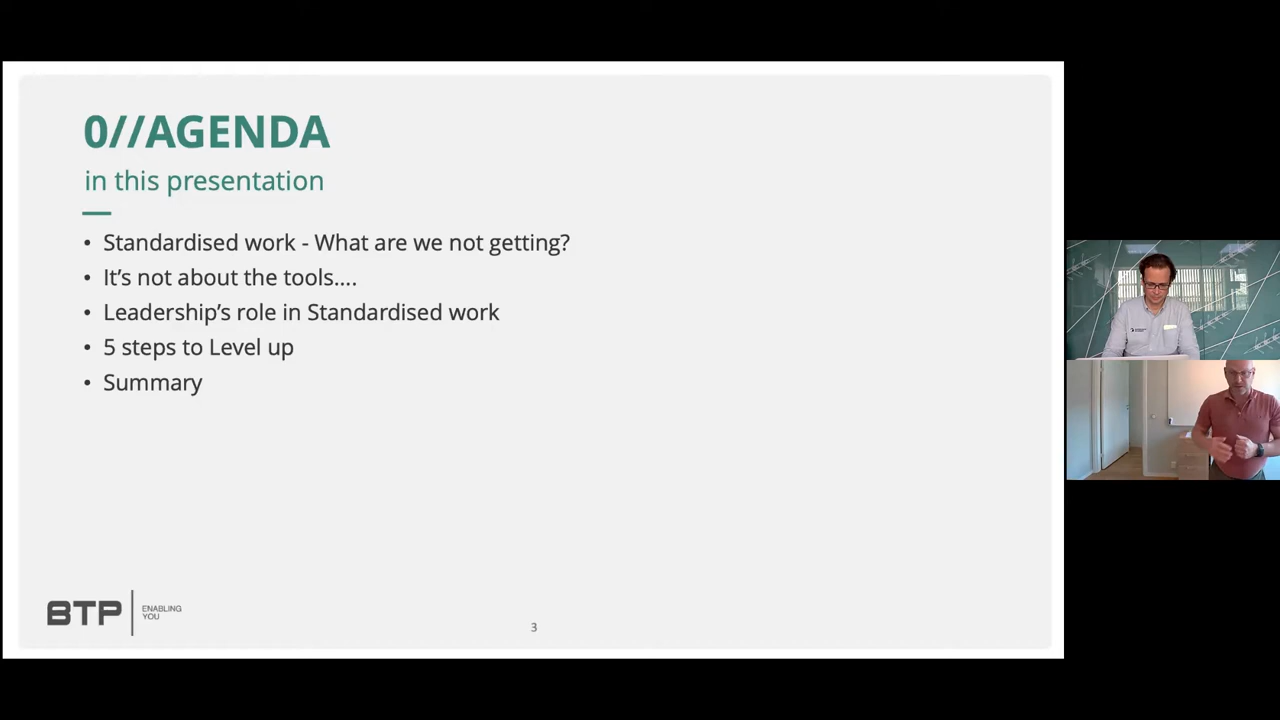 0//AGENDA
in this presentation
• Standardised work - What are we not getting?
• It’s not about the tools....
• Leadership’s role in Standardised work
• 5 steps to Level up
• Summary
BTP
ENABLING
YOU
3